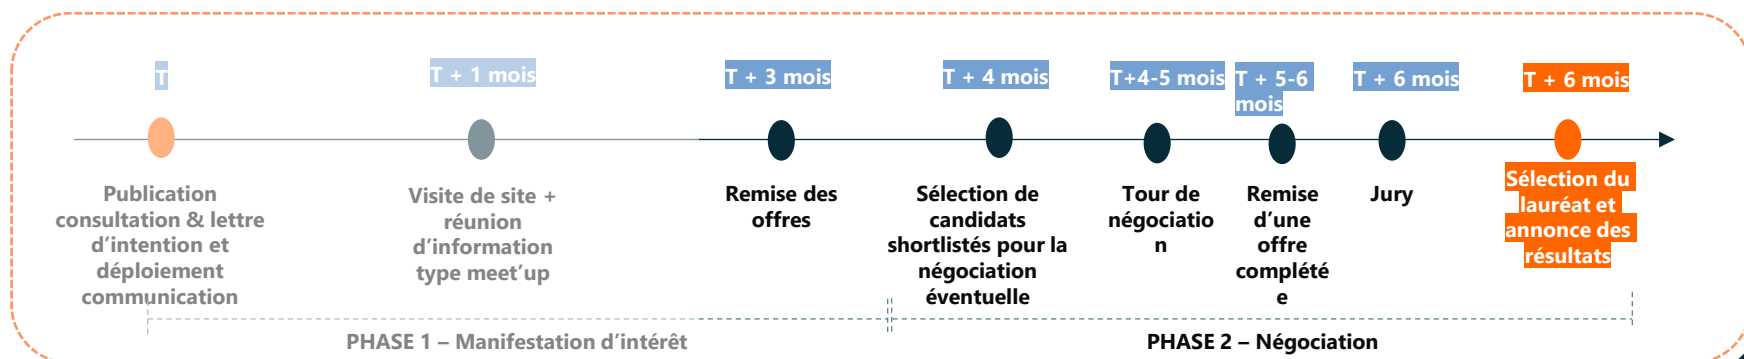 T
T + 1 mois
T + 3 mois
T + 4 mois
T+4-5 mois
T + 5-6
mois
T + 6 mois
T + 6 mois
Publication
consultation & lettre
d’intention et
déploiement
communication
Visite de site +
réunion
d’information
type meet’up
Remise des
offres
Sélection de
candidats
shortlistés pour la
négociation
éventuelle
Tour de
négociatio
n
Remise
d’une
offre
complété
e
Jury
Sélection du
lauréat et
annonce des
résultats
PHASE 1 – Manifestation d’intérêt
PHASE 2 – Négociation